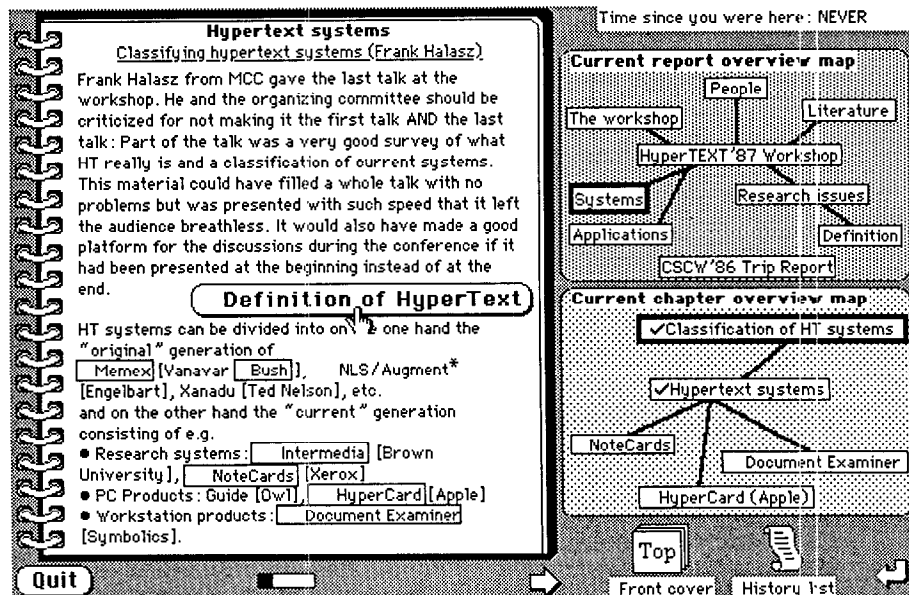 Hypertext systems
Classifying hypertext systems (Frank Halasz)
Frank Halasz from MCC gave the last talk at the
workshop. He and the organizing committee should be
criticized for not making it the first talk AND the last
talk: Part of the talk was a very good survey of what
HT really is and a classification of current systems.
This material could have filled a whole talk with no
problems but was presented with such speed that it left
the audience breathless. It would also have made a good
platform for the discussions during the conference if it
had been presented at the beginning instead of at the
end.
Definition of HyperText
HT systems can be divided into on one hand the
"original" generation of
Memex [Vanavar Bush], NLS/Augment*
[Engelbart], Xanadu [Ted Nelson], etc.
and on the other hand the "current" generation
consisting of e.g.
● Research systems: Intermedia [Brown
University], NoteCards [Xerox]
● PC Products: Guide [Owl], HyperCard [Apple]
● Workstation products: Document Examiner
[Symbolics].
Quit
Time since you were here: NEVER
Current report overview map
People
The workshop
Literature
HyperTEXT'87 Workshop
Systems
Research issues
Applications
Definition
CSCW'86 Trip Report
Current chapter overview map
✓Classification of HT systems
✓Hypertext systems
NoteCards
Document Examiner
HyperCard (Apple)
Top
Front cover
History list